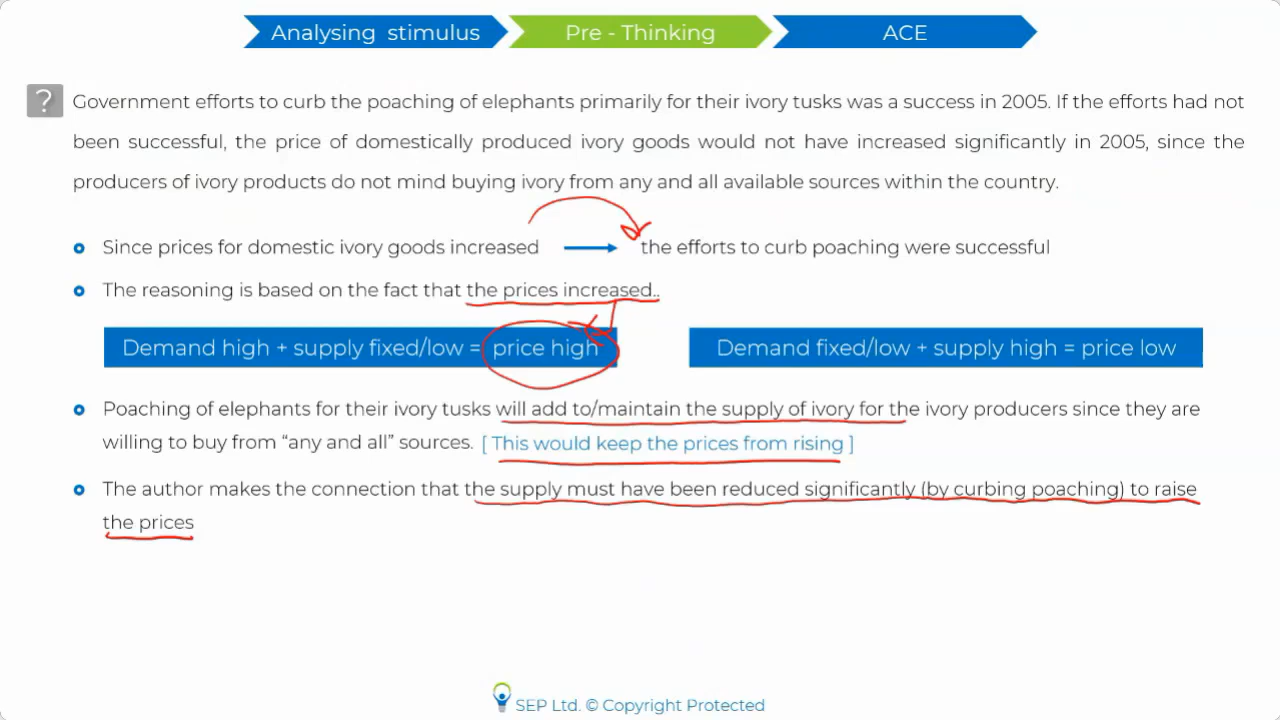 Analysing stimulus
Pre - Thinking
ACE
?
Government efforts to curb the poaching of elephants primarily for their ivory tusks was a success in 2005. If the efforts had not
been successful, the price of domestically produced ivory goods would not have increased significantly in 2005, since the
producers of ivory products do not mind buying ivory from any and all available sources within the country.
Since prices for domestic ivory goods increased
the efforts to curb poaching were successful
The reasoning is based on the fact that the prices increased..
Demand high + supply fixed/low = price high
Demand fixed/low + supply high = price low
Poaching of elephants for their ivory tusks will add to/maintain the supply of ivory for the ivory producers since they are
willing to buy from “any and all” sources. [ This would keep the prices from rising ]
The author makes the connection that the supply must have been reduced significantly (by curbing poaching) to raise
the prices
SEP Ltd. © Copyright Protected